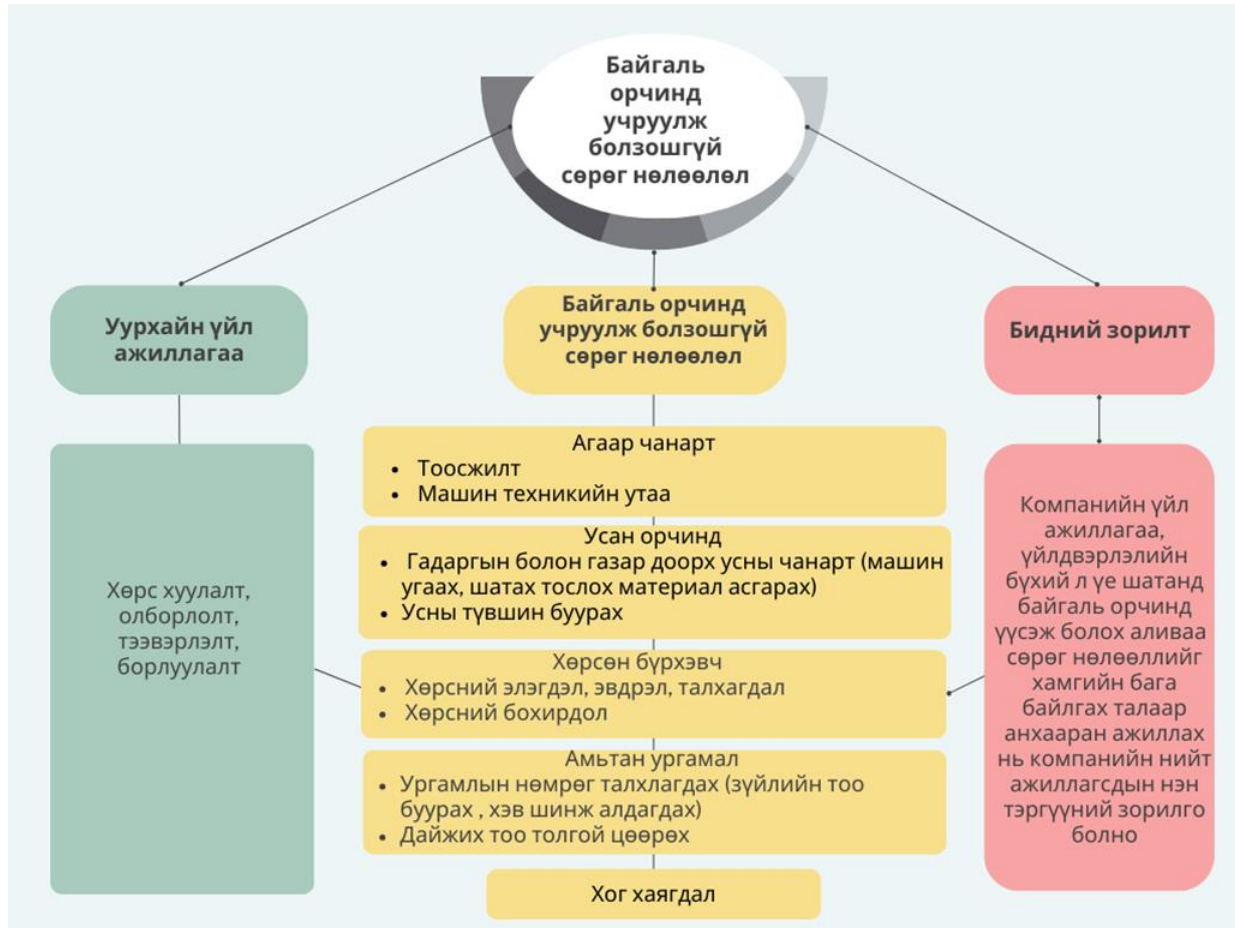 Байгаль
орчинд
учруулж
болзошгүй
сөрөг нөлөөлөл
Уурхайн үйл
ажиллагаа
Хөрс хуулалт,
олборлолт,
тээвэрлэлт,
борлуулалт
Байгаль орчинд
учруулж болзошгүй
сөрөг нөлөөлөл
Агаар чанарт
• Тоосжилт
• Машин техникийн утаа
Усан орчинд
• Гадаргын болон газар доорх усны чанарт (машин
угаах, шатах тослох материал асгарах)
• Усны түвшин буурах
Хөрсөн бүрхэвч
• Хөрсний элэгдэл, эвдрэл, талхагдал
• Хөрсний бохирдол
Амьтан ургамал
• Ургамлын нөмрөг талхлагдах (зүйлийн тоо
буурах , хэв шинж алдагдах)
• Дайжих тоо толгой цөөрөх
Хог хаягдал
Бидний зорилт
Компанийн үйл
ажиллагаа,
үйлдвэрлэлийн
бүхий л үе шатанд
байгаль орчинд
үүсэж болох аливаа
сөрөг нөлөөллийг
хамгийн бага
байлгах талаар
анхааран ажиллах
нь компанийн нийт
ажиллагсдын нэн
тэргүүний зорилго
болно